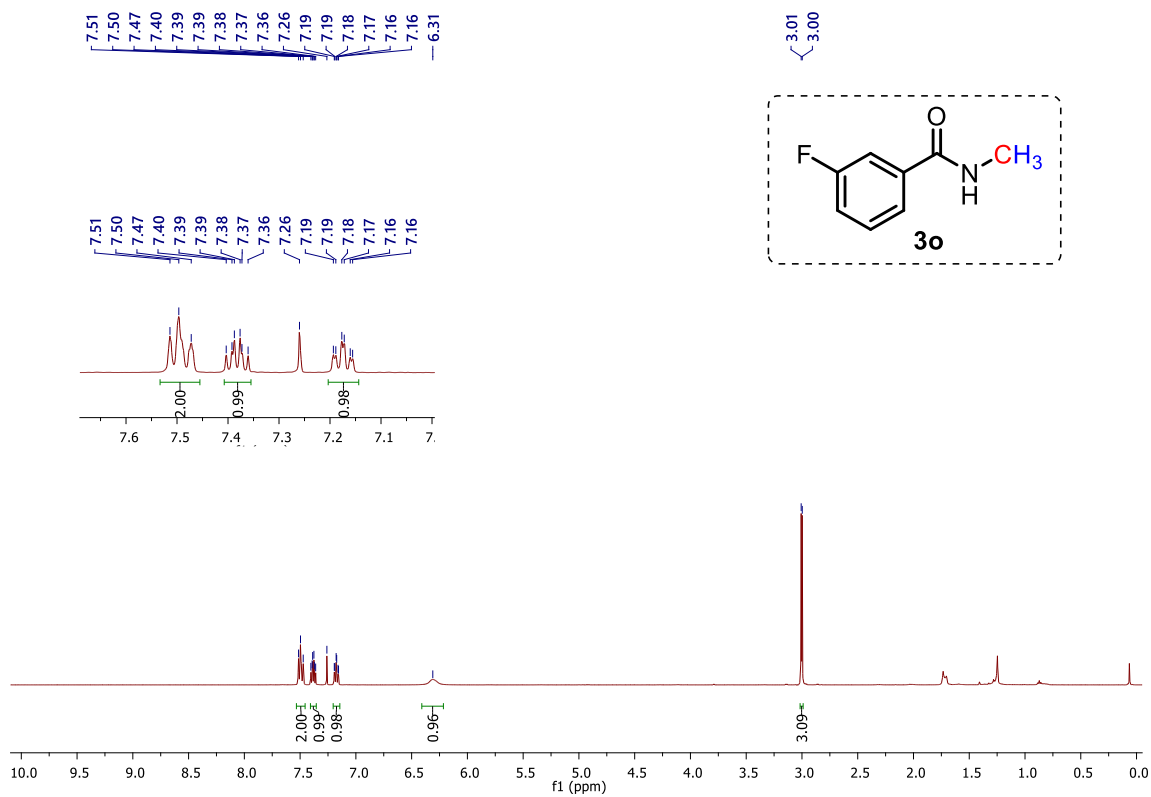 7.51 7.50 7.47 7.40 7.39 7.39 7.38 7.37 7.36 7.26 7.19 7.19 7.18 7.17 7.16 7.16 6.31
3.01 3.00
O
F
N
H
CH3
3o
7.51 7.50 7.47 7.40 7.39 7.39 7.38 7.37 7.36 7.26 7.19 7.19 7.18 7.17 7.16 7.16
2.00 0.99 0.98
7.6 7.5 7.4 7.3 7.2 7.1 7.
2.00 0.99 0.98 0.96 3.09
10.0 9.5 9.0 8.5 8.0 7.5 7.0 6.5 6.0 5.5 5.0 4.5 4.0 3.5 3.0 2.5 2.0 1.5 1.0 0.5 0.0
f1 (ppm)